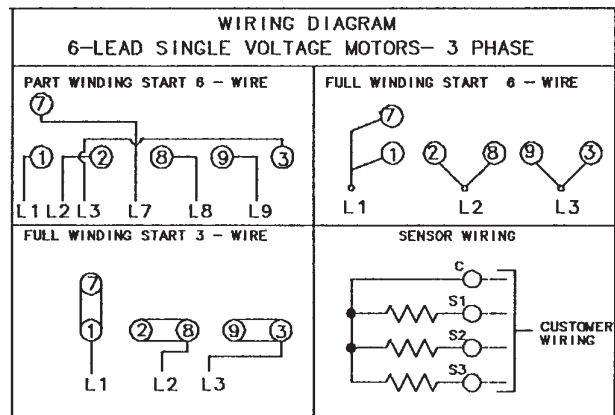 WIRING DIAGRAM
6-LEAD SINGLE VOLTAGE MOTORS- 3 PHASE
PART WINDING START 6 - WIRE
7
1 2 8 9 3
L1 L2 L3 L7 L8 L9
FULL WINDING START 6 - WIRE
7
1 2 8 9 3
L1 L2 L3
FULL WINDING START 3 - WIRE
7
1 2 8 9 3
L1 L2 L3
SENSOR WIRING
C
S1
S2
S3
CUSTOMER
WIRING